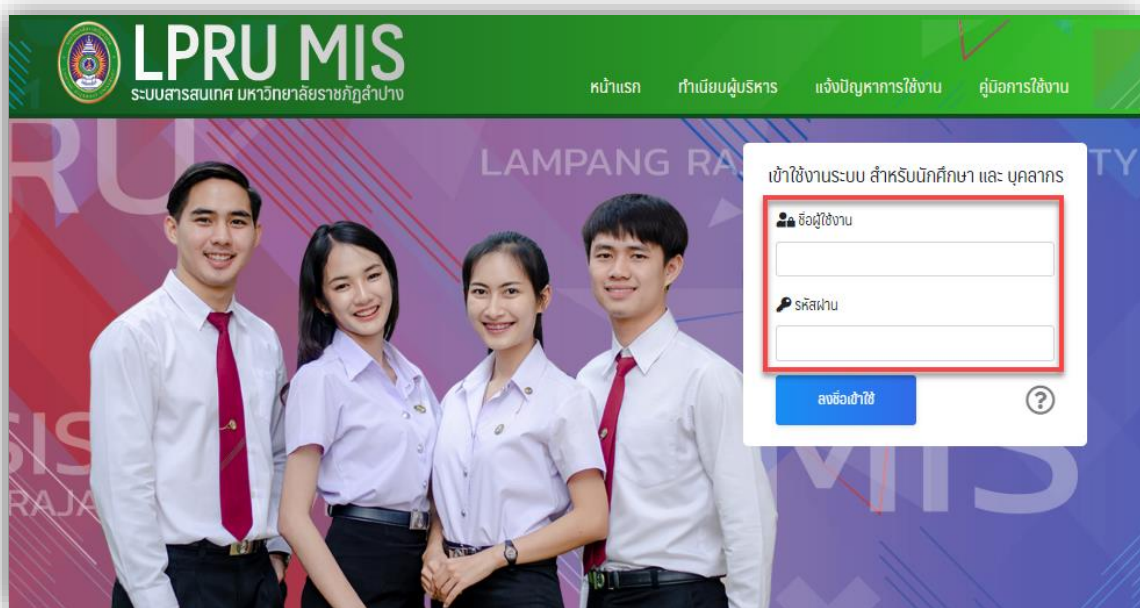 LPRU MIS
ระบบสารสนเทศ มหาวิทยาลัยราชภัฏลำปาง
หน้าแรก ทำเนียบผู้บริหาร แจ้งปัญหาการใช้งาน คู่มือการใช้งาน
RU
LAMPANG RA
TY
เข้าใช้งานระบบ สำหรับนักศึกษา และ บุคลากร
ชื่อผู้ใช้งาน
รหัสผ่าน
ลงชื่อเข้าใช้
?
SIS
MIS
RAJA